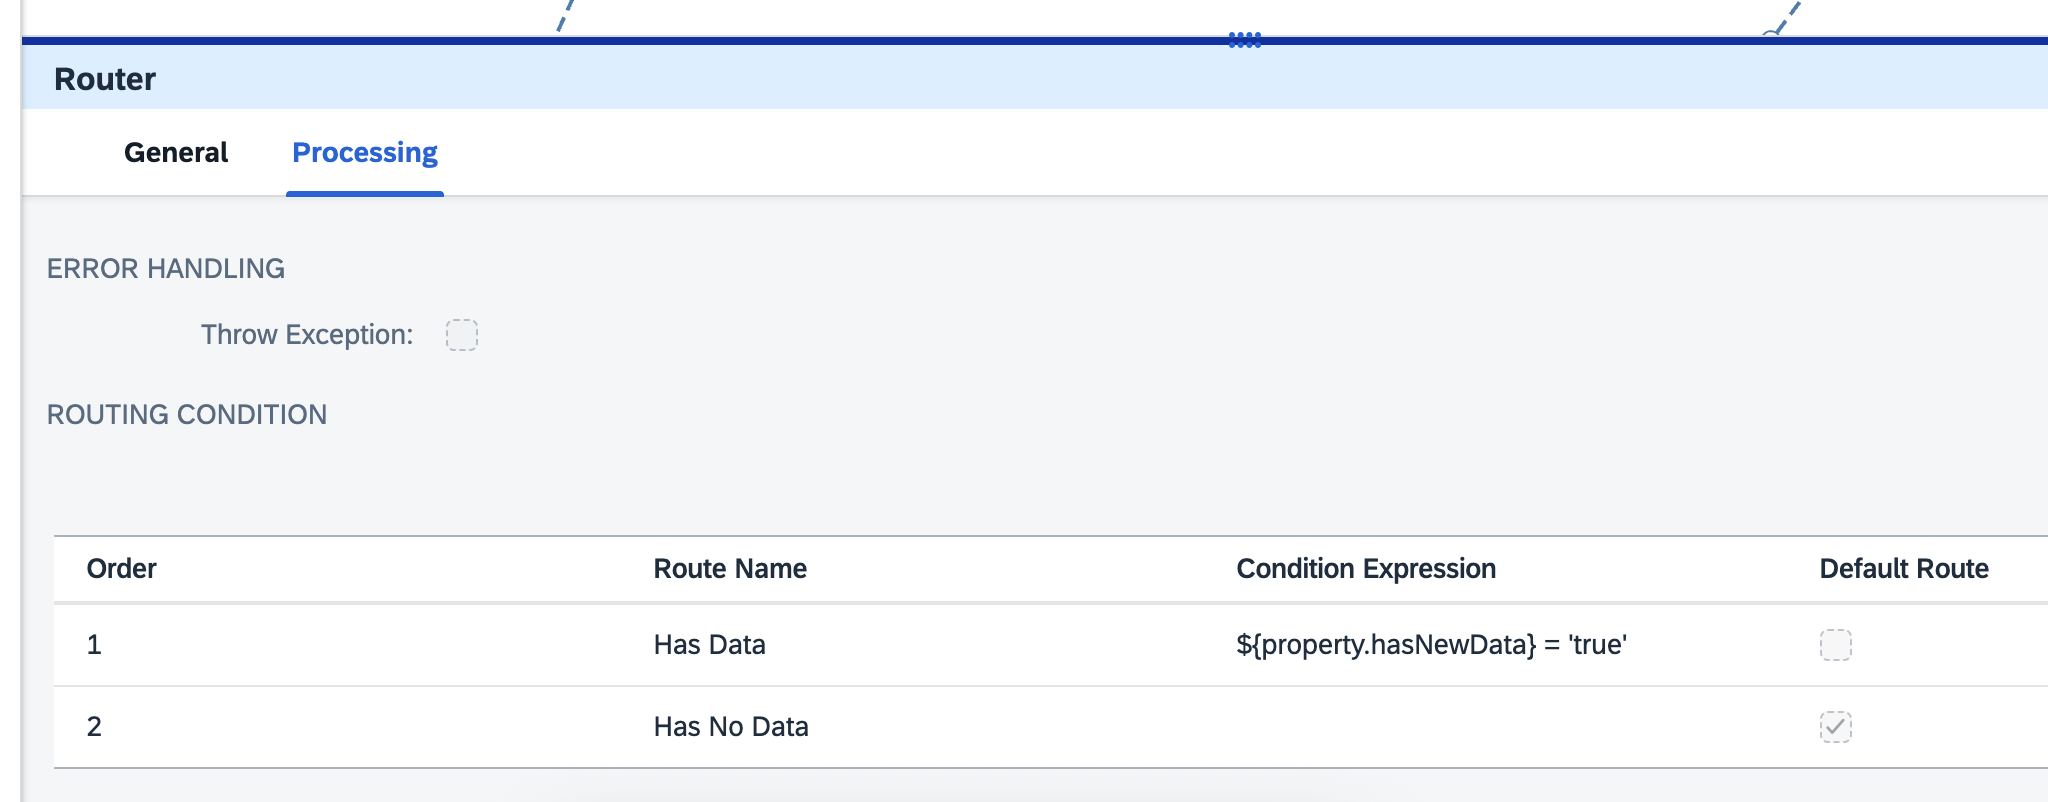 Router
General Processing
ERROR HANDLING
Throw Exception:
ROUTING CONDITION
Order Route Name Condition Expression Default Route
1 Has Data ${property.hasNewData} = 'true'
2 Has No Data